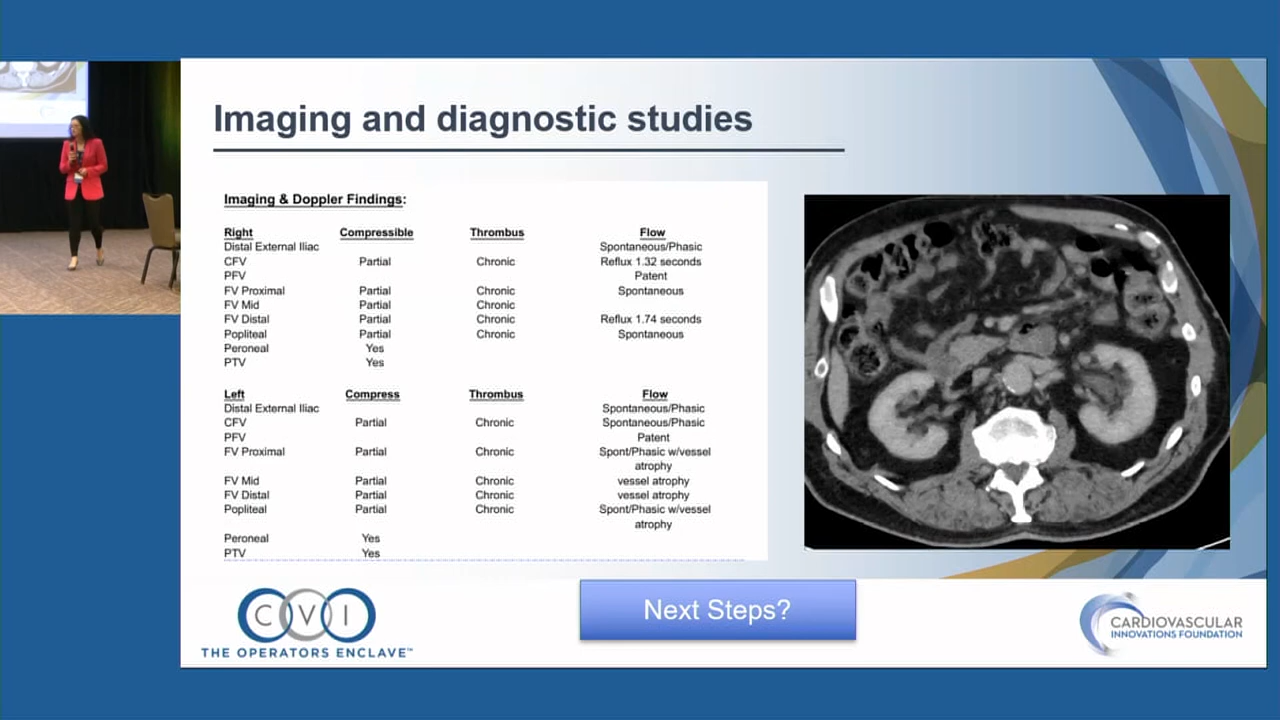 Imaging and diagnostic studies
Imaging & Doppler Findings:
Right Compressible Thrombus Flow
Distal External Iliac Spontaneous/Phasic
CFV Partial Chronic Reflux 1.32 seconds
PFV Patent
FV Proximal Partial Chronic Spontaneous
FV Mid Partial Chronic
FV Distal Partial Chronic Reflux 1.74 seconds
Popliteal Partial Chronic Spontaneous
Peroneal Yes
PTV Yes
Left Compress Thrombus Flow
Distal External Iliac Spontaneous/Phasic
CFV Partial Chronic Spontaneous/Phasic
PFV Patent
FV Proximal Partial Chronic Spont/Phasic w/vessel
atrophy
FV Mid Partial Chronic vessel atrophy
FV Distal Partial Chronic vessel atrophy
Popliteal Partial Chronic Spont/Phasic w/vessel
atrophy
Peroneal Yes
PTV Yes
Next Steps?
CVI
THE OPERATORS ENCLAVE™
CARDIOVASCULAR
INNOVATIONS FOUNDATION